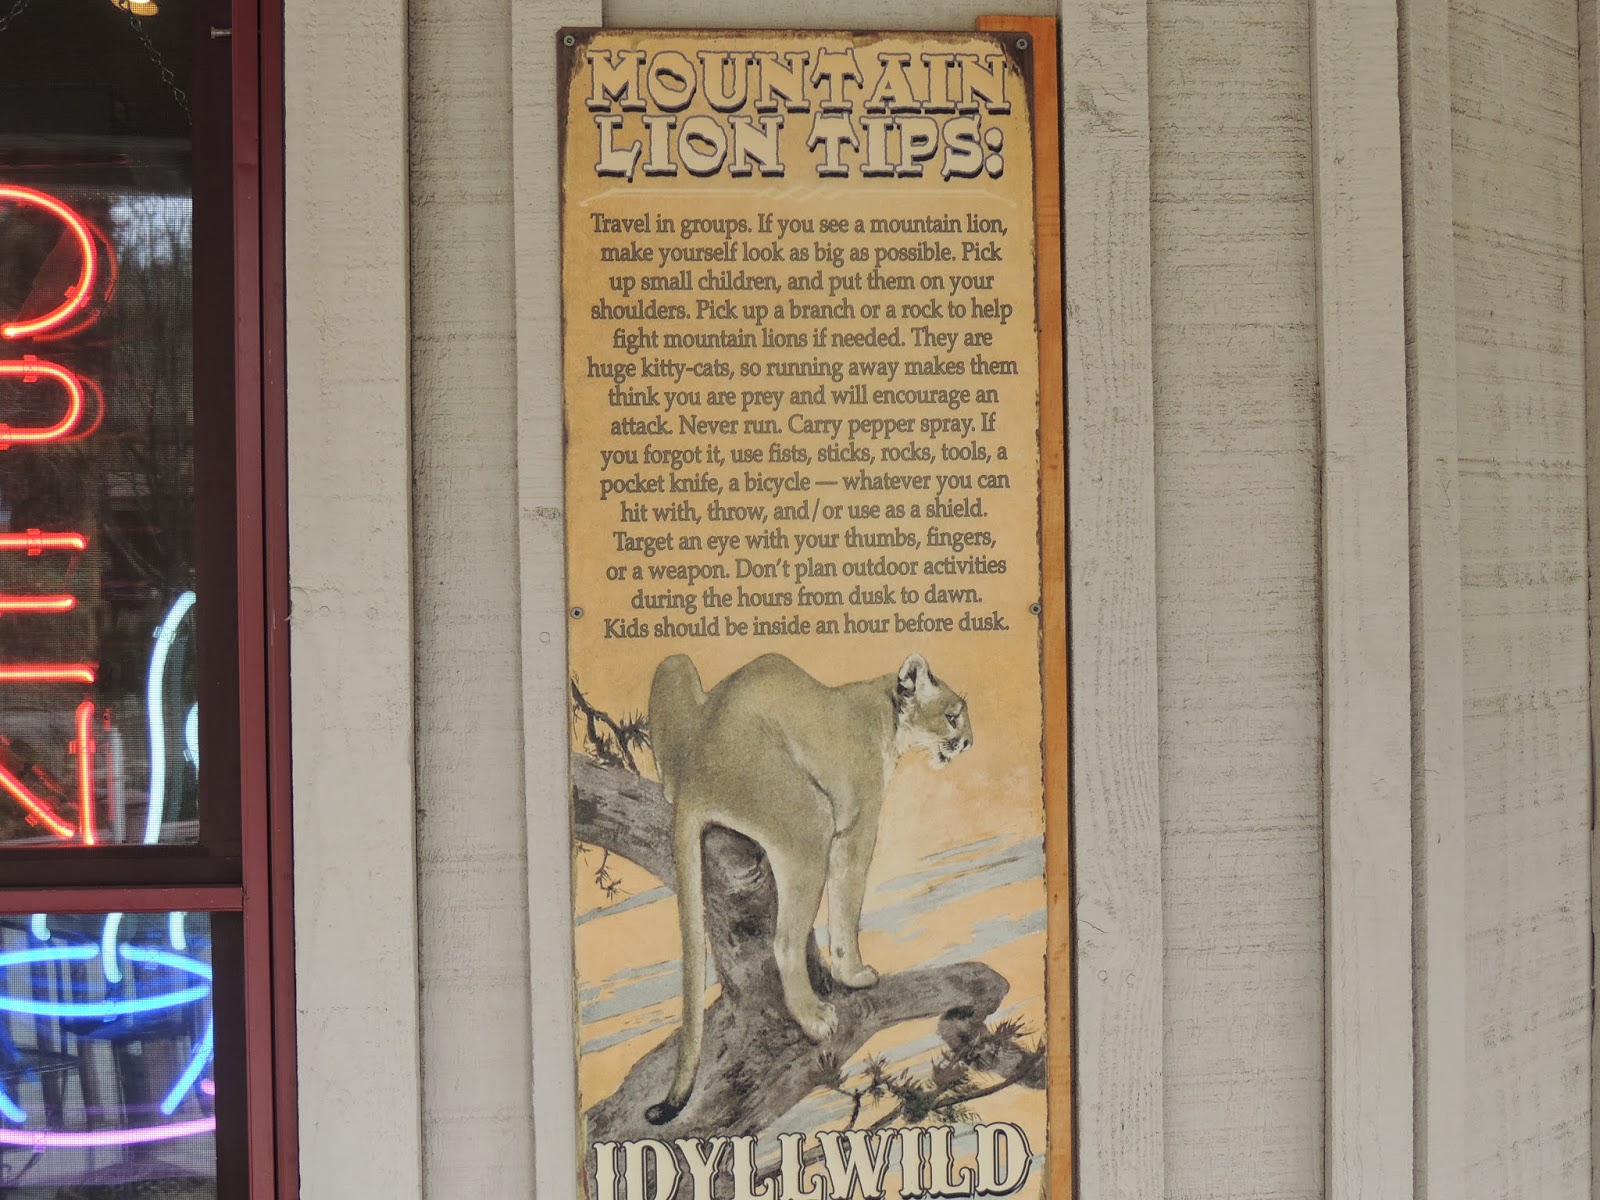 MOUNTAIN
LION TIPS:
Travel in groups. If you see a mountain lion,
make yourself look as big as possible. Pick
up small children, and put them on your
shoulders. Pick up a branch or a rock to help
fight mountain lions if needed. They are
huge kitty-cats, so running away makes them
think you are prey and will encourage an
attack. Never run. Carry pepper spray. If
you forgot it, use fists, sticks, rocks, tools, a
pocket knife, a bicycle — whatever you can
hit with, throw, and/or use as a shield.
Target an eye with your thumbs, fingers,
or a weapon. Don't plan outdoor activities
during the hours from dusk to dawn.
Kids should be inside an hour before dusk.
IDYLLWILD